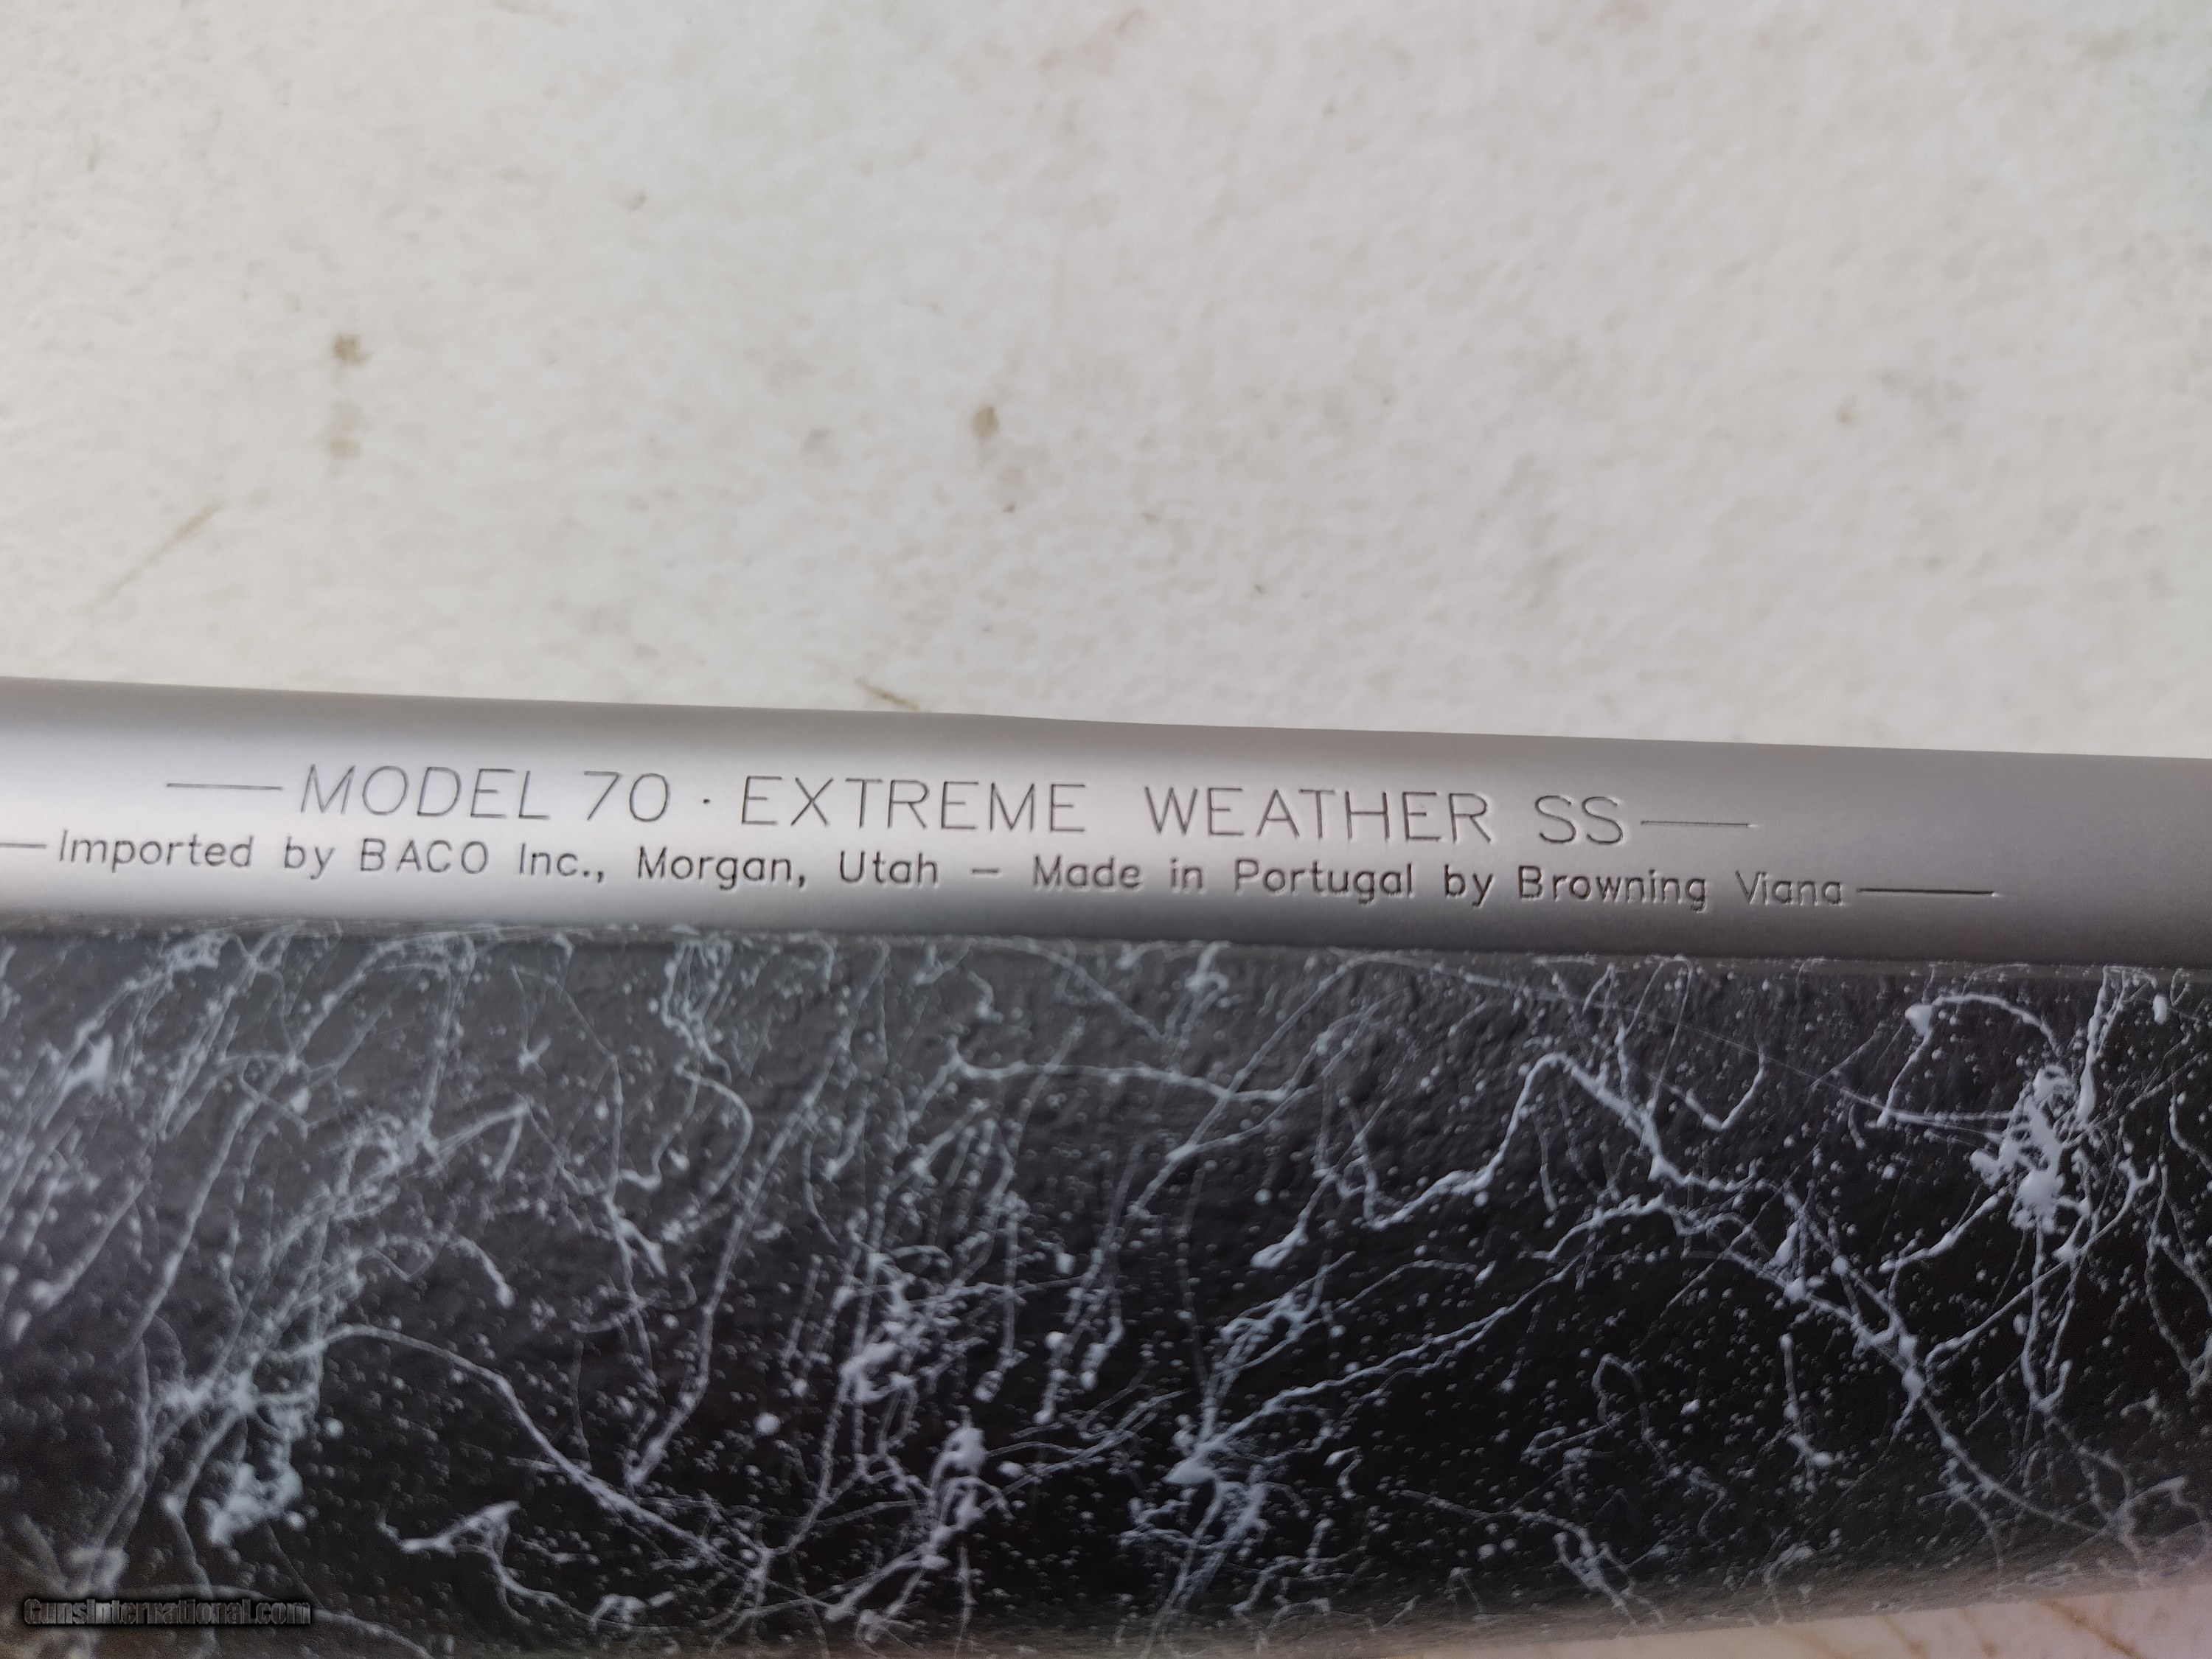 —MODEL 70 · EXTREME WEATHER SS—
—Imported by BACO Inc., Morgan, Utah – Made in Portugal by Browning Viana—
GunsInternational.com